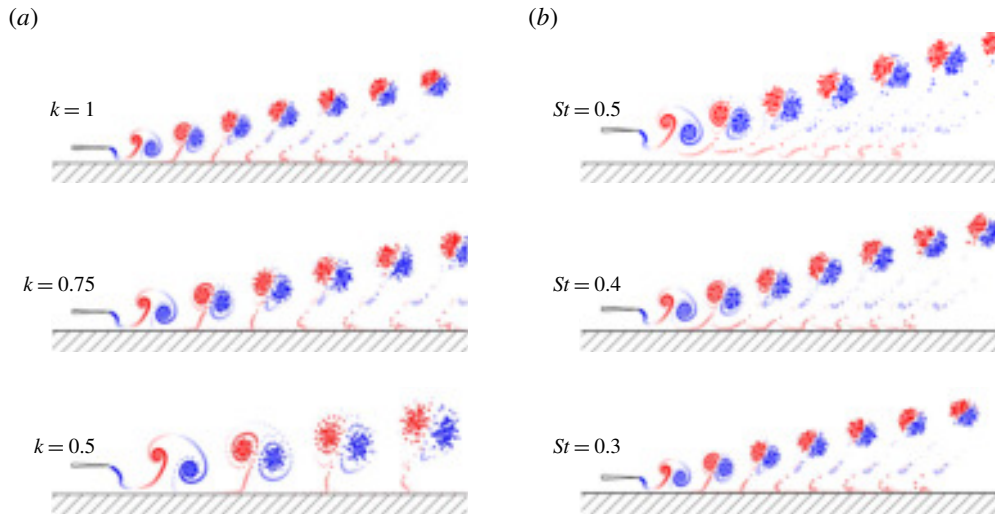 (a)
k = 1
k = 0.75
k = 0.5
(b)
St = 0.5
St = 0.4
St = 0.3